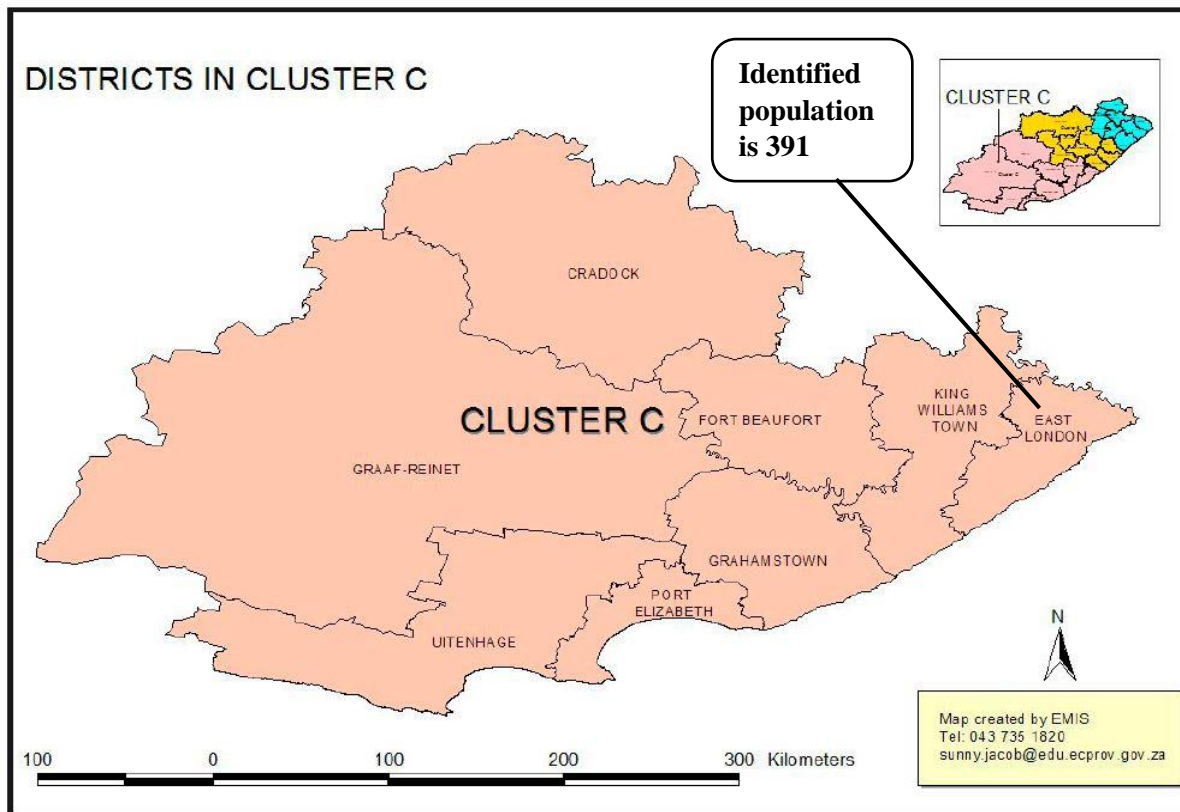 DISTRICTS IN CLUSTER C
Identified
population
is 391
CLUSTER C
CRADOCK
KING
WILLIAMS
TOWN
EAST
LONDON
FORT BEAUFORT
CLUSTER C
GRAAF-REINET
GRAHAMSTOWN
PORT
ELIZABETH
UITENHAGE
N
Map created by EMIS
Tel: 043 735 1820
sunny.jacob@edu.ecprov.gov.za
100 0 100 200 300 Kilometers